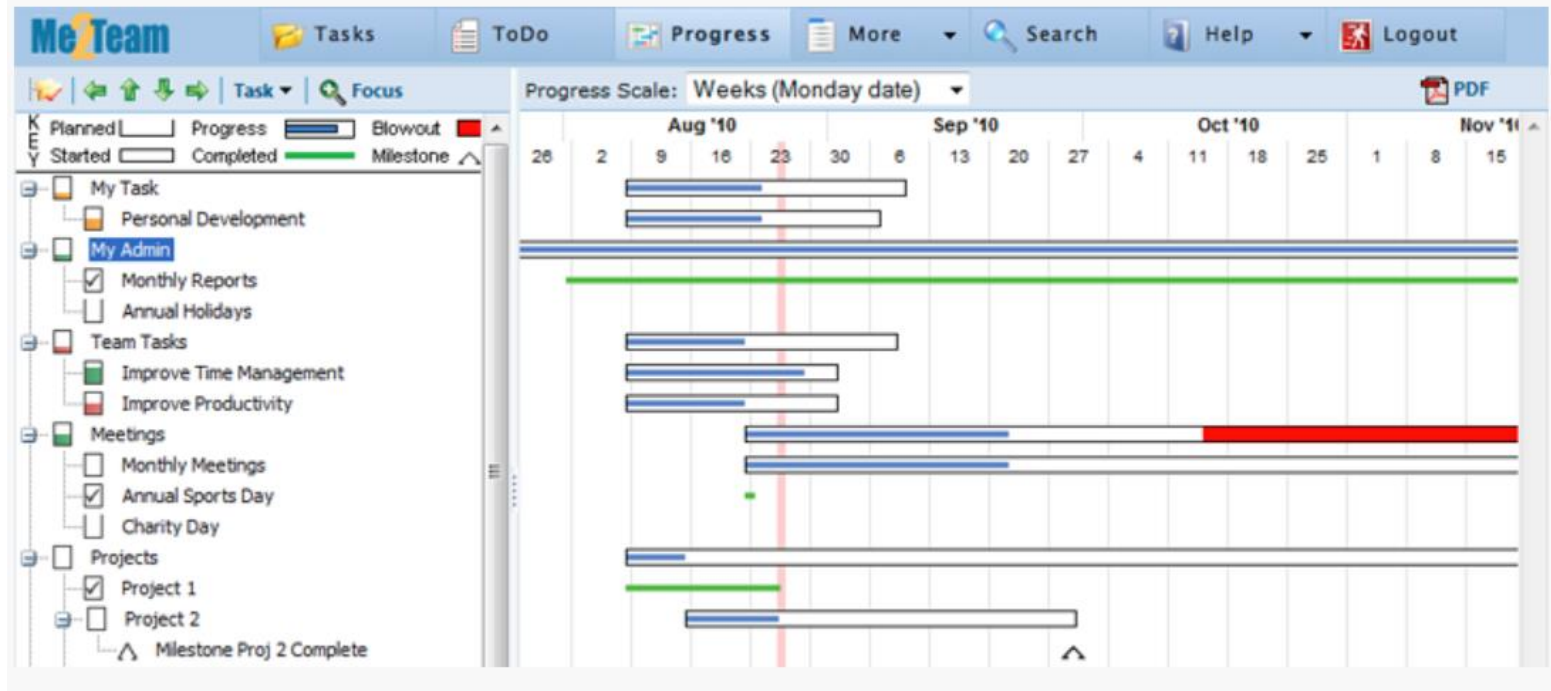 Me2Team Tasks ToDo Progress More Search Help Logout
Task Focus Progress Scale: Weeks (Monday date) PDF
KEY
Planned Progress Blowout
Started Completed Milestone
Aug '10 Sep '10 Oct '10 Nov '1
26 2 9 16 23 30 6 13 20 27 4 11 18 25 1 8 15
My Task
Personal Development
My Admin
Monthly Reports
Annual Holidays
Team Tasks
Improve Time Management
Improve Productivity
Meetings
Monthly Meetings
Annual Sports Day
Charity Day
Projects
Project 1
Project 2
Milestone Proj 2 Complete